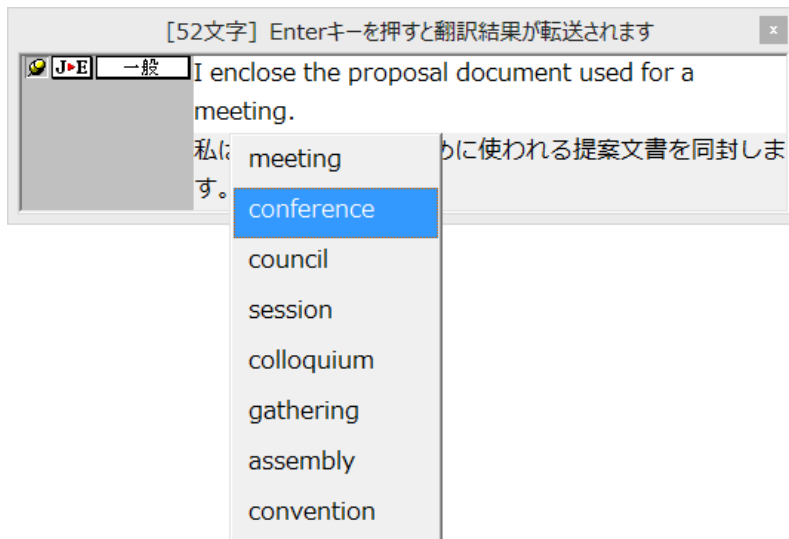 [52文字] Enterキーを押すと翻訳結果が転送されます
x
J▶E 一般
I enclose the proposal document used for a
meeting.
私は めに使われる提案文書を同封しま
す。
meeting
conference
council
session
colloquium
gathering
assembly
convention